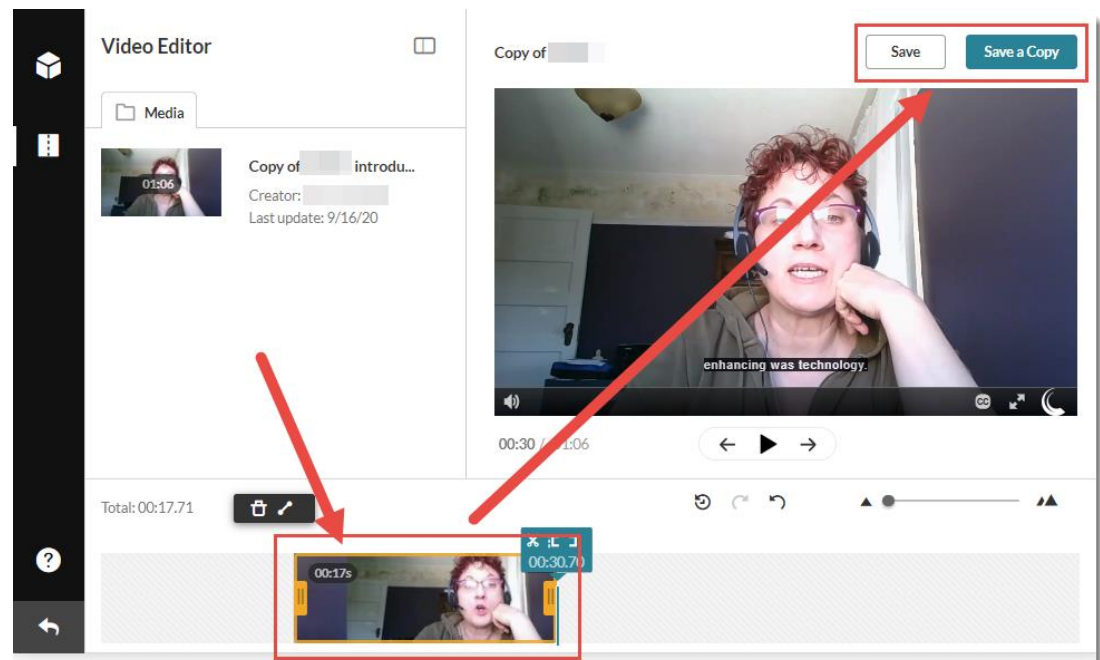 Video Editor
Media
01:06
Copy of introdu...
Creator:
Last update: 9/16/20
Copy of
Save
Save a Copy
enhancing was technology.
CC
00:30 / :06
Total: 00:17.71
00:17s
00:30.70
?